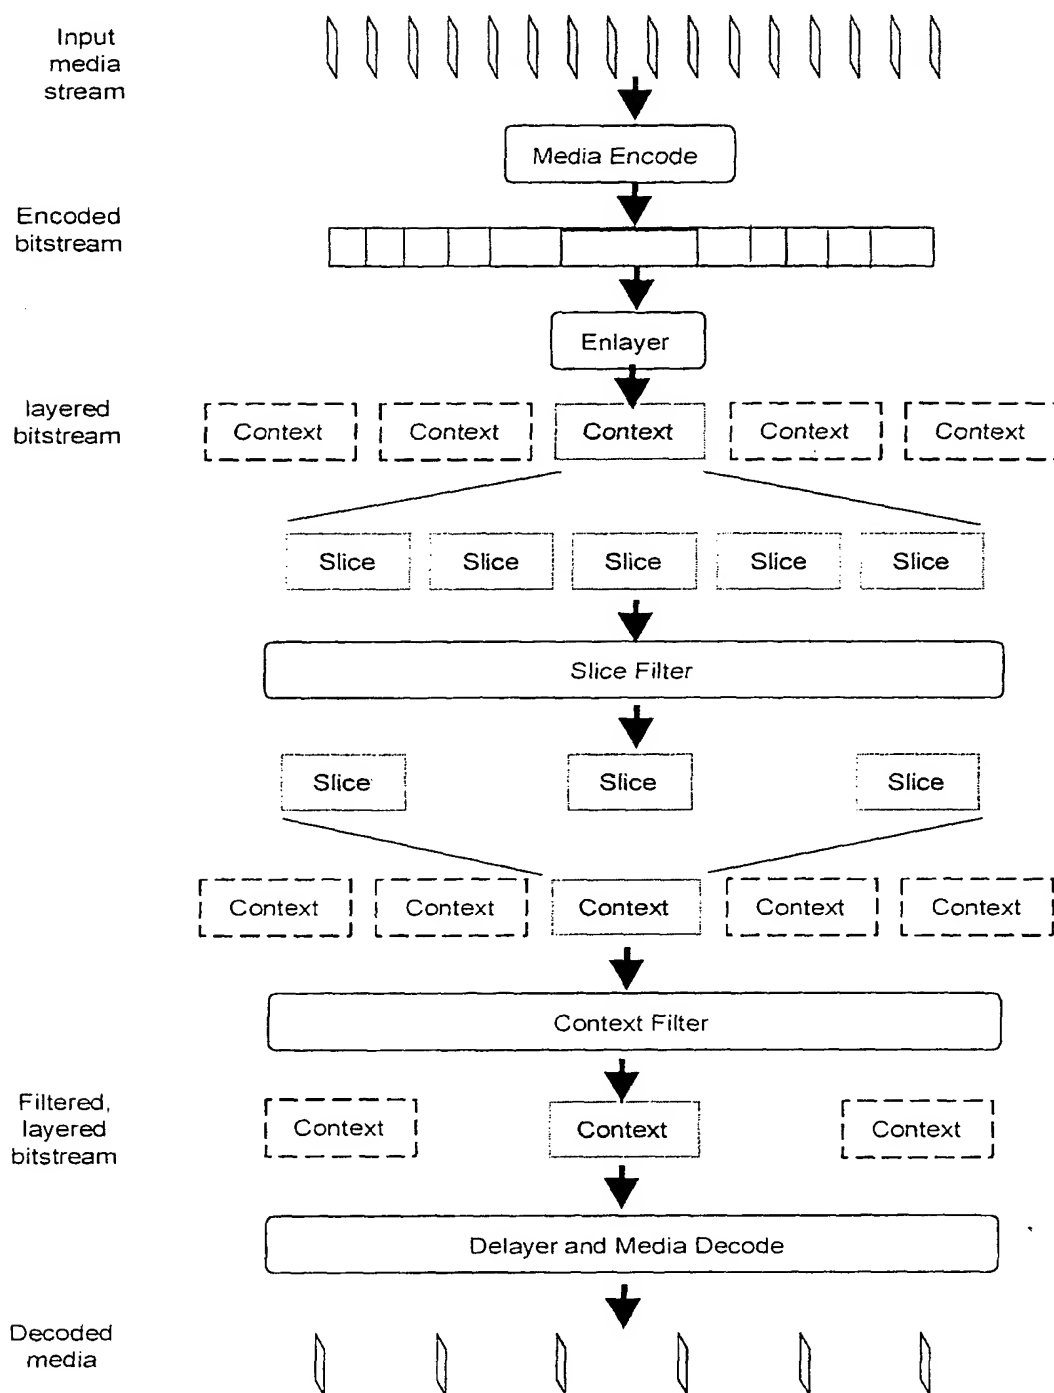 Input
media
stream
Media Encode
Encoded
bitstream
Enlayer
layered
bitstream
Context Context Context Context Context
Slice Slice Slice Slice Slice
Slice Filter
Slice Slice Slice
Context Context Context Context Context
Context Filter
Filtered,
layered
bitstream
Context Context Context
Delayer and Media Decode
Decoded
media